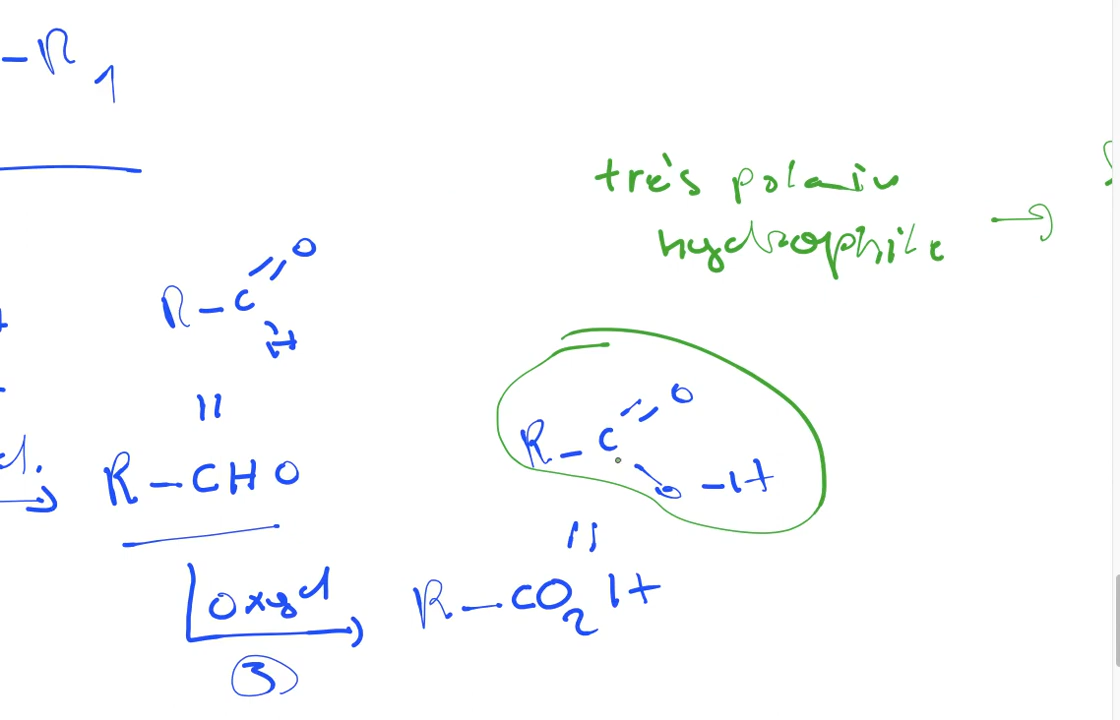 -R1
très polaire
hydrophile →
R-C=O
H
=
R-CHO
R-C=O
O-H
=
oxyd → R-CO2H
3